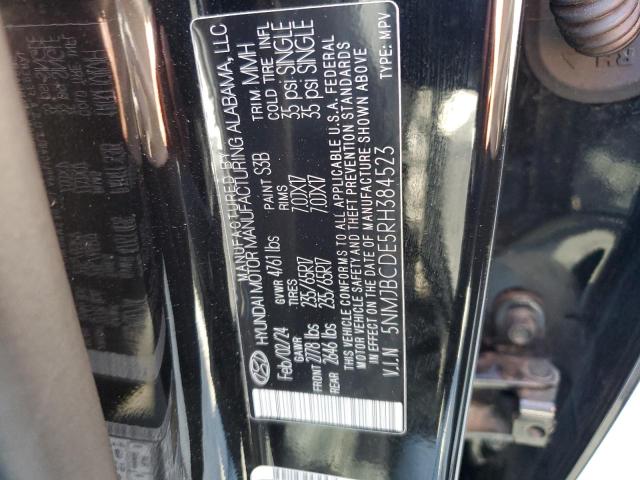 MANUFACTURED BY
HYUNDAI MOTOR MANUFACTURING ALABAMA, LLC
Feb/02/24 GVWR 4761 lbs PAINT S3B TRIM MMH
GAWR TIRES RIMS COLD TIRE INFL
FRONT 2778 lbs 235/65R17 7.0JX17 35 psi SINGLE
REAR 2646 lbs 235/65R17 7.0JX17 35 psi SINGLE
THIS VEHICLE CONFORMS TO ALL APPLICABLE U.S.A. FEDERAL
MOTOR VEHICLE SAFETY AND THEFT PREVENTION STANDARDS
IN EFFECT ON THE DATE OF MANUFACTURE SHOWN ABOVE
V.I.N 5NMJBCDE5RH384523 TYPE: MPV
RH